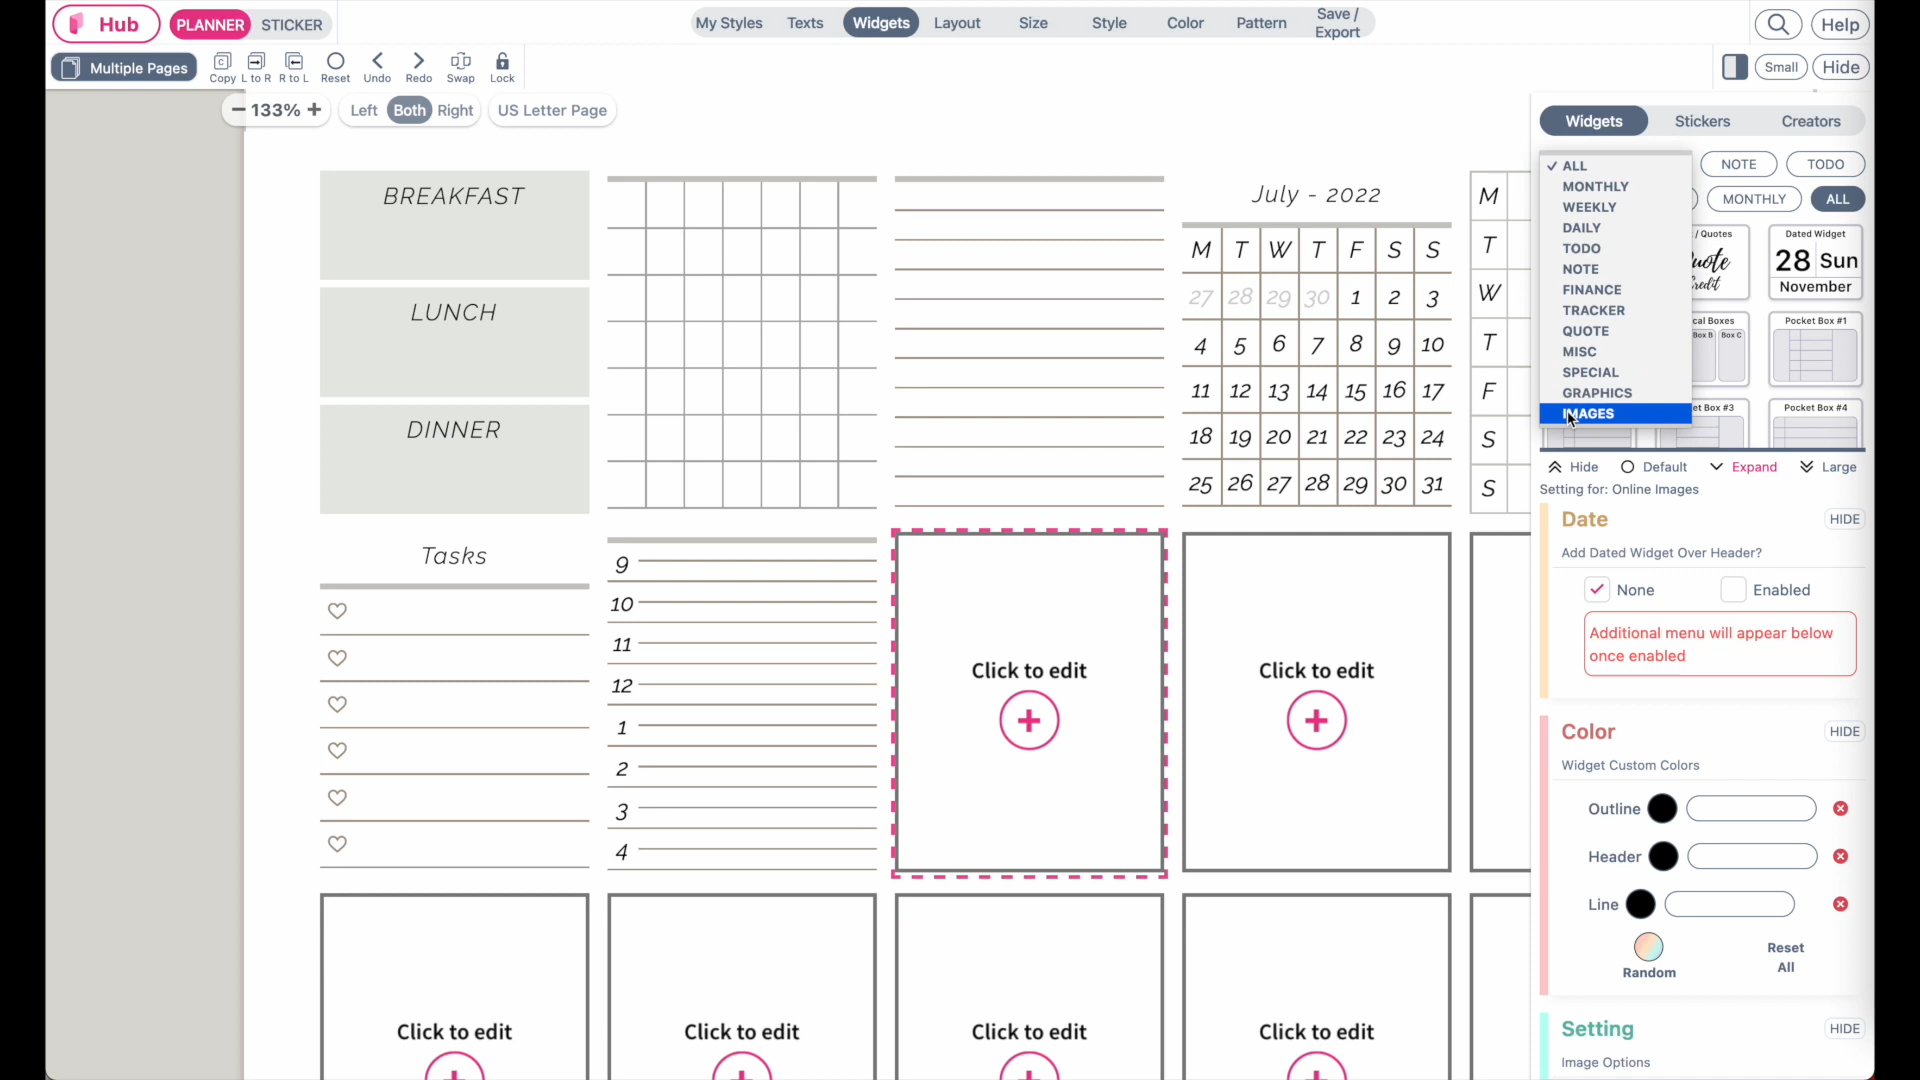 Hub
PLANNER
STICKER
My Styles
Texts
Widgets
Layout
Size
Style
Color
Pattern
Save /
Export
Help
Multiple Pages
Copy
L to R
R to L
Reset
Undo
Redo
Swap
Lock
Small
Hide
133%
Left
Both
Right
US Letter Page
Widgets
Stickers
Creators
ALL
MONTHLY
WEEKLY
DAILY
TODO
NOTE
FINANCE
TRACKER
QUOTE
MISC
SPECIAL
GRAPHICS
IMAGES
NOTE
TODO
MONTHLY
ALL
/ Quotes
Dated Widget
28 Sun
November
Box B
Box C
Pocket Box #1
Pocket Box #4
BREAKFAST
LUNCH
DINNER
July - 2022
M T W T F S S
27 28 29 30 1 2 3
4 5 6 7 8 9 10
11 12 13 14 15 16 17
18 19 20 21 22 23 24
25 26 27 28 29 30 31
M
T
W
T
F
S
S
Tasks
9
10
11
12
1
2
3
4
Click to edit
Click to edit
Click to edit
Click to edit
Click to edit
Click to edit
Hide
Default
Expand
Large
Setting for: Online Images
Date
HIDE
Add Dated Widget Over Header?
None
Enabled
Additional menu will appear below
once enabled
Color
HIDE
Widget Custom Colors
Outline
Header
Line
Random
Reset
All
Setting
HIDE
Image Options